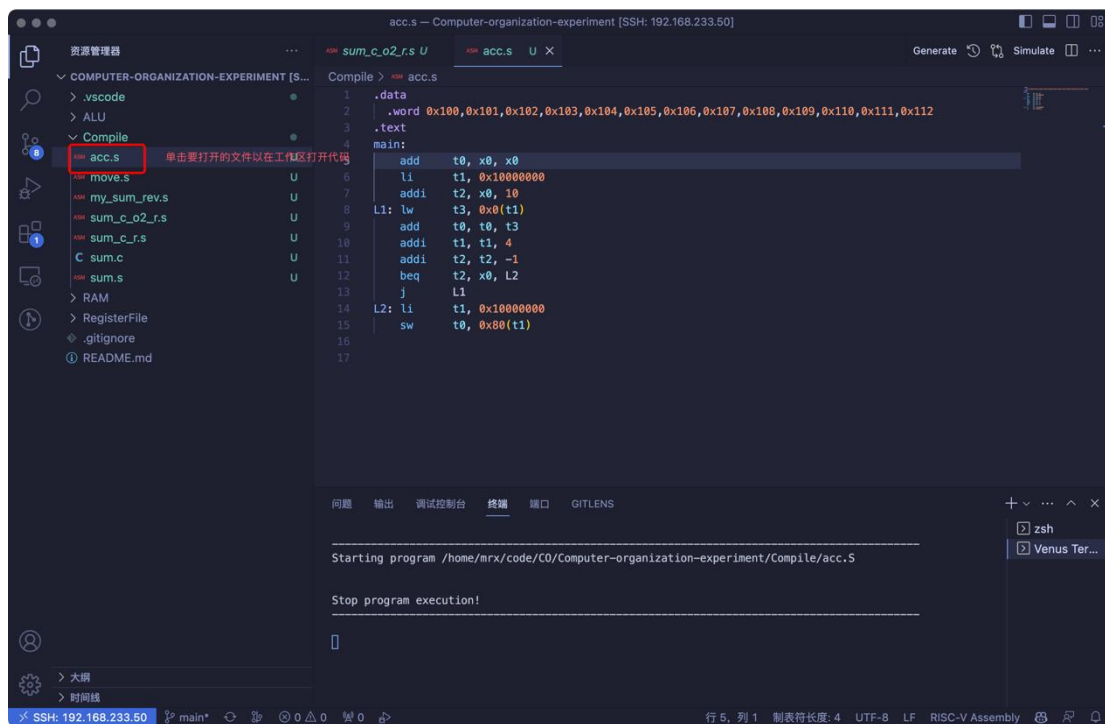 acc.s — Computer-organization-experiment [SSH: 192.168.233.50]
资源管理器
COMPUTER-ORGANIZATION-EXPERIMENT [S...
.vscode
ALU
Compile
acc.s
单击要打开的文件以在工作区打开代码
move.s U
my_sum_rev.s U
sum_c_o2_r.s U
sum_c_r.s U
C sum.c U
sum.s U
RAM
RegisterFile
.gitignore
README.md
大纲
时间线
sum_c_o2_r.s U
acc.s U
Generate
Simulate
Compile > acc.s
1 .data
2 .word 0x100,0x101,0x102,0x103,0x104,0x105,0x106,0x107,0x108,0x109,0x110,0x111,0x112
3 .text
4 main:
5 add t0, x0, x0
6 li t1, 0x10000000
7 addi t2, x0, 10
8 L1: lw t3, 0x0(t1)
9 add t0, t0, t3
10 addi t1, t1, 4
11 addi t2, t2, -1
12 beq t2, x0, L2
13 j L1
14 L2: li t1, 0x10000000
15 sw t0, 0x80(t1)
16
17
问题 输出 调试控制台 终端 端口 GITLENS
zsh
Venus Ter...
Starting program /home/mrx/code/CO/Computer-organization-experiment/Compile/acc.S
Stop program execution!
SSH: 192.168.233.50 main* 0 0 0 行 5, 列 1 制表符长度: 4 UTF-8 LF RISC-V Assembly